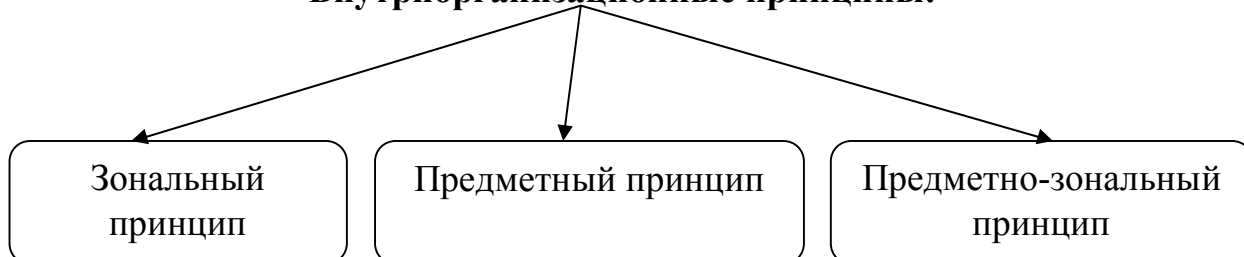 Внутриорганизационные принципы:
Зональный
принцип
Предметный принцип
Предметно-зональный
принцип